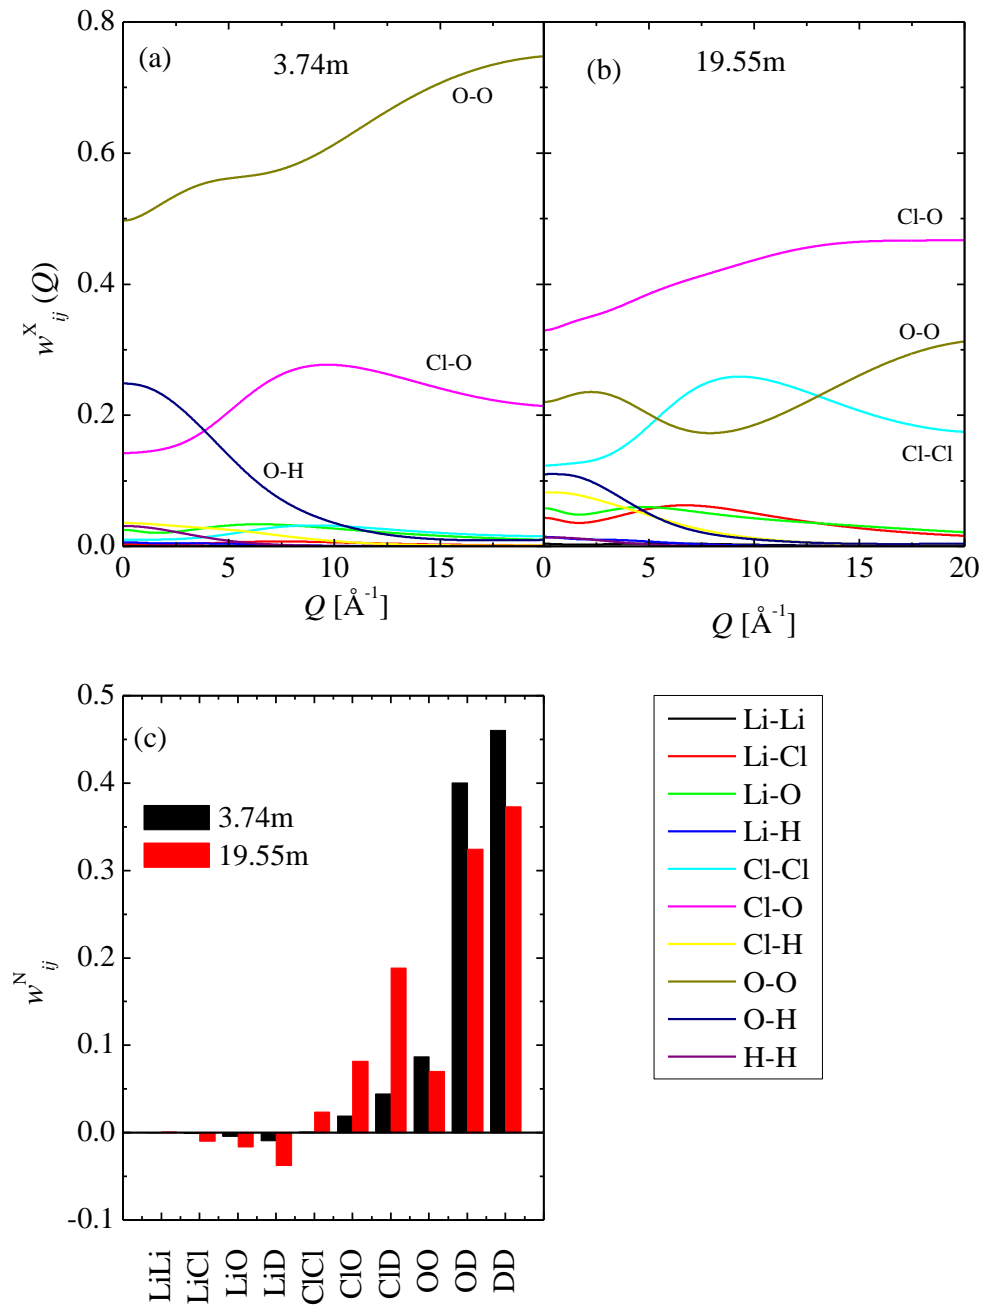 (a)
3.74m
O-O
Cl-O
O-H
0.8
0.6
0.4
0.2
0.0
w^X_ij (Q)
0 5 10 15
Q [Å^-1]
(b)
19.55m
Cl-O
O-O
Cl-Cl
0 5 10 15 20
Q [Å^-1]
(c)
3.74m
19.55m
0.5
0.4
0.3
0.2
0.1
0.0
-0.1
w^N_ij
LiLi
LiCl
LiO
LiD
ClCl
ClO
ClD
OO
OD
DD
Li-Li
Li-Cl
Li-O
Li-H
Cl-Cl
Cl-O
Cl-H
O-O
O-H
H-H